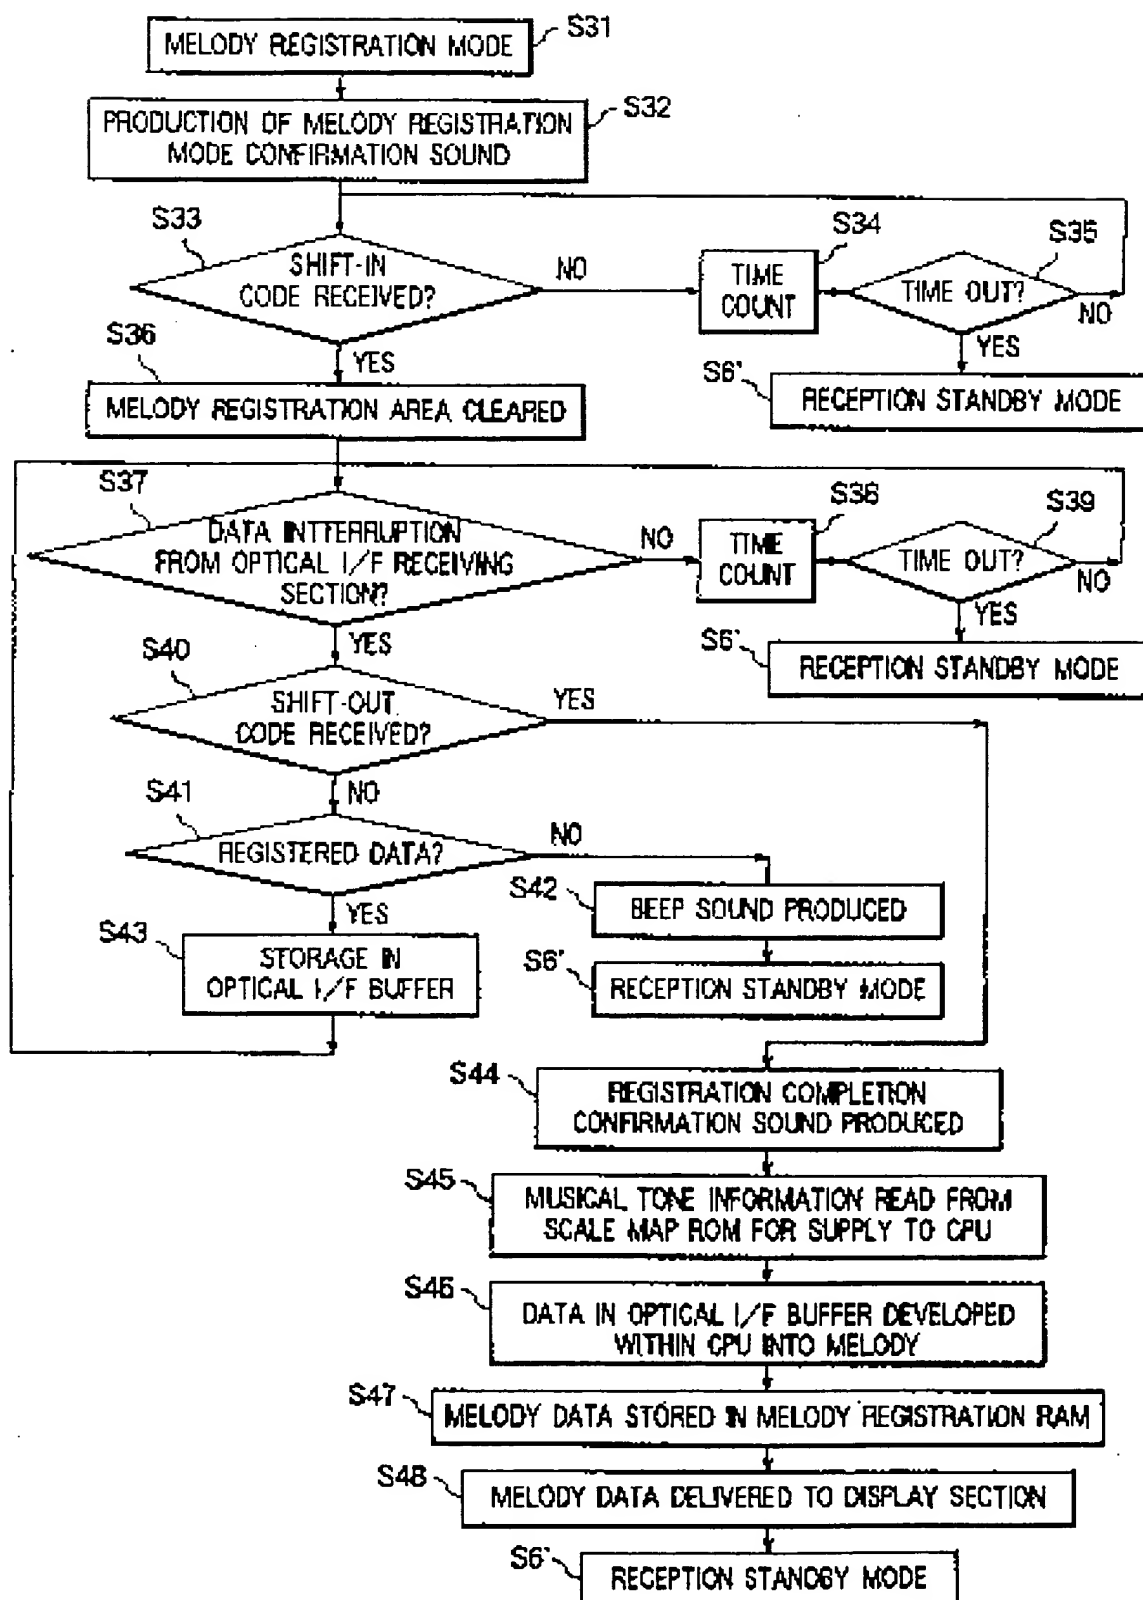 S31
MELODY REGISTRATION MODE
S32
PRODUCTION OF MELODY REGISTRATION
MODE CONFIRMATION SOUND
S33
SHIFT-IN
CODE RECEIVED?
NO
S34
TIME
COUNT
S35
TIME OUT?
NO
YES
S6'
RECEPTION STANDBY MODE
YES
S36
MELODY REGISTRATION AREA CLEARED
S37
DATA INTTERRUPTION
FROM OPTICAL I/F RECEIVING
SECTION?
NO
S38
TIME
COUNT
S39
TIME OUT?
NO
YES
S6'
RECEPTION STANDBY MODE
YES
S40
SHIFT-OUT
CODE RECEIVED?
YES
NO
S41
REGISTERED DATA?
NO
S42
BEEP SOUND PRODUCED
S6'
RECEPTION STANDBY MODE
YES
S43
STORAGE IN
OPTICAL I/F BUFFER
S44
REGISTRATION COMPLETION
CONFIRMATION SOUND PRODUCED
S45
MUSICAL TONE INFORMATION READ FROM
SCALE MAP ROM FOR SUPPLY TO CPU
S46
DATA IN OPTICAL I/F BUFFER DEVELOPED
WITHIN CPU INTO MELODY
S47
MELODY DATA STORED IN MELODY REGISTRATION RAM
S48
MELODY DATA DELIVERED TO DISPLAY SECTION
S6'
RECEPTION STANDBY MODE